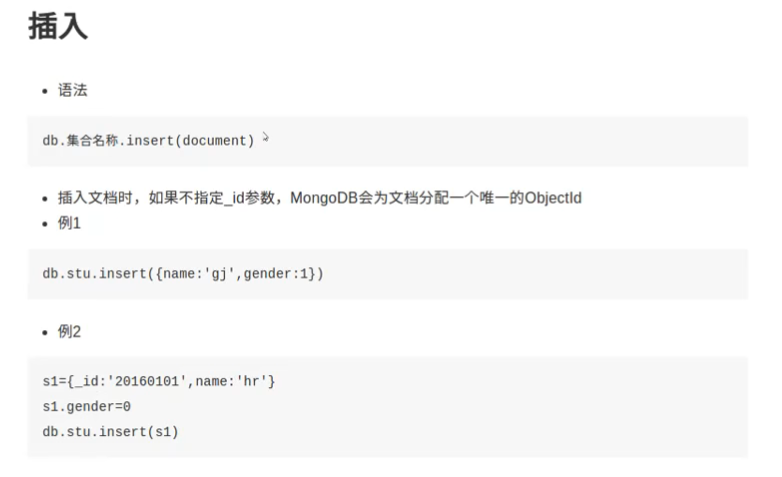 插入
语法
db.集合名称.insert(document)
插入文档时，如果不指定_id参数，MongoDB会为文档分配一个唯一的ObjectId
例1
db.stu.insert({name:'gj',gender:1})
例2
s1={_id:'20160101',name:'hr'}
s1.gender=0
db.stu.insert(s1)